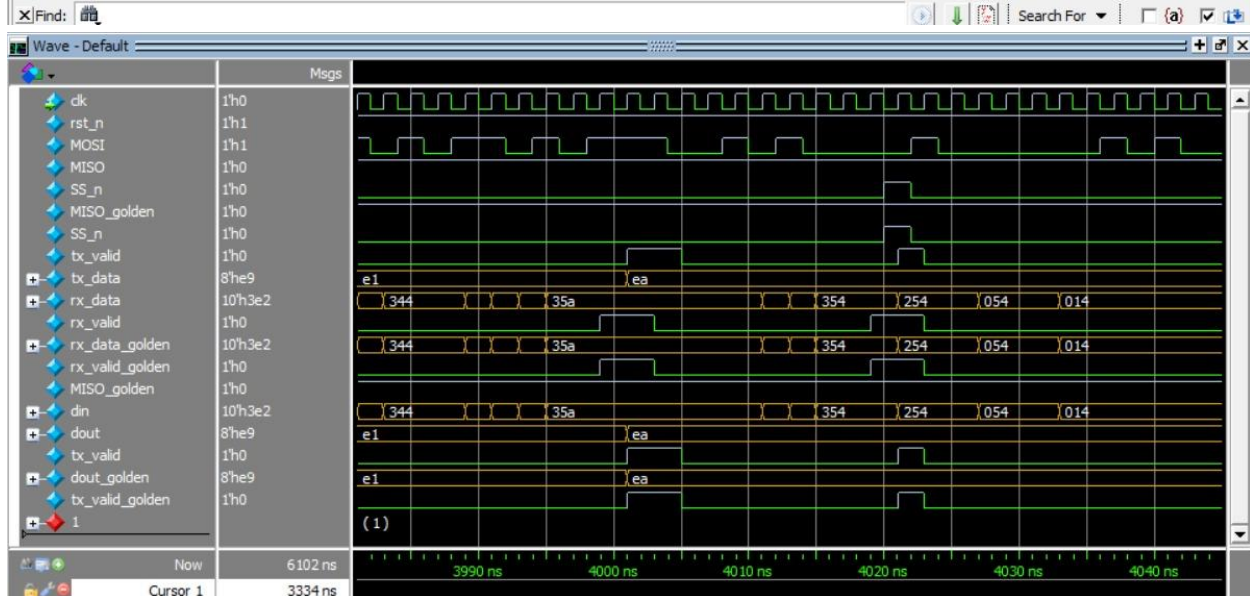 Find:
Search For
{a}
Wave - Default
Msgs
clk 1'h0
rst_n 1'h1
MOSI 1'h1
MISO 1'h0
SS_n 1'h0
MISO_golden 1'h0
SS_n 1'h0
tx_valid 1'h0
tx_data 8'he9 e1 ea
rx_data 10'h3e2 344 35a 354 254 054 014
rx_valid 1'h0
rx_data_golden 10'h3e2 344 35a 354 254 054 014
rx_valid_golden 1'h0
MISO_golden 1'h0
din 10'h3e2 344 35a 354 254 054 014
dout 8'he9 e1 ea
tx_valid 1'h0
dout_golden 8'he9 e1 ea
tx_valid_golden 1'h0
1 (1)
Now 6102 ns 3990 ns 4000 ns 4010 ns 4020 ns 4030 ns 4040 ns
Cursor 1 3334 ns